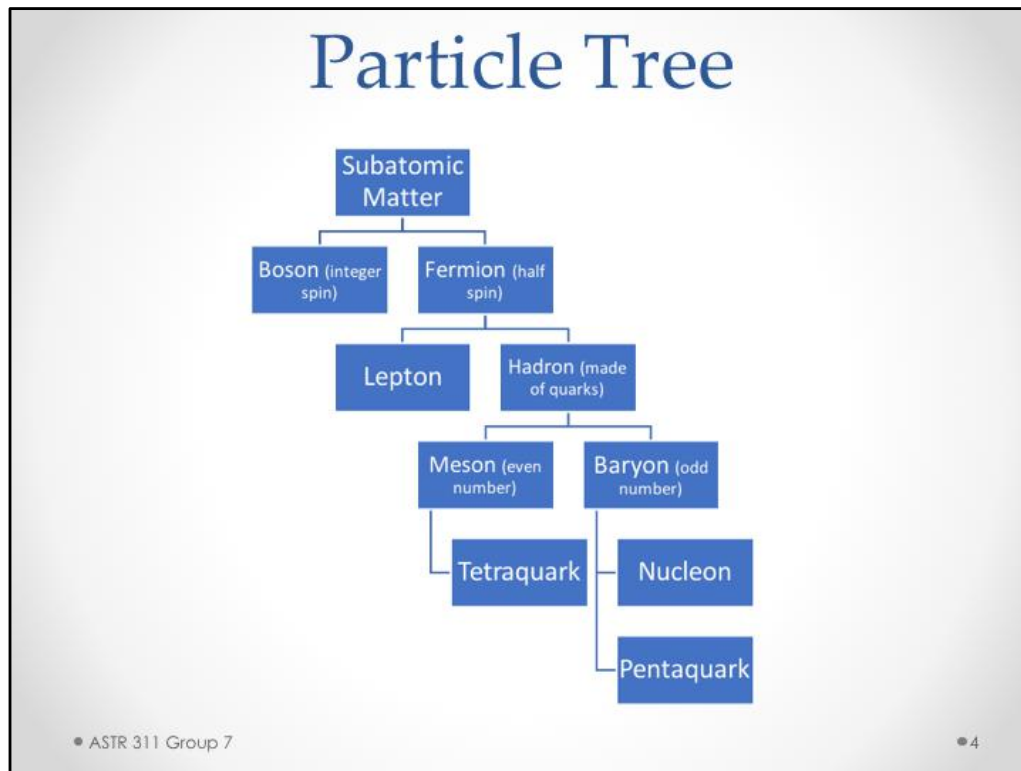 Particle Tree
Subatomic
Matter
Boson (integer
spin)
Fermion (half
spin)
Lepton
Hadron (made
of quarks)
Meson (even
number)
Baryon (odd
number)
Tetraquark
Nucleon
Pentaquark
ASTR 311 Group 7
4